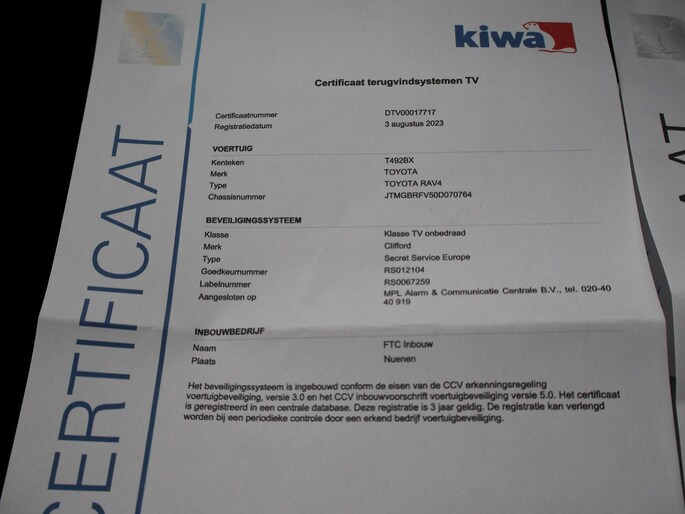 kiwa
Certificaat terugvindsystemen TV
Certificaatnummer DTV00017717
Registratiedatum 3 augustus 2023
VOERTUIG
Kenteken T492BX
Merk TOYOTA
Type TOYOTA RAV4
Chassisnummer JTMGBRFV50D070764
BEVEILIGINGSSYSTEEM
Klasse Klasse TV onbedraad
Merk Clifford
Type Secret Service Europe
Goedkeurnummer RS012104
Labelnummer RS0067259
Aangesloten op MPL Alarm & Communicatie Centrale B.V., tel. 020-40
40 919
INBOUWBEDRIJF
Naam FTC Inbouw
Plaats Nuenen
Het beveiligingssysteem is ingebouwd conform de eisen van de CCV erkenningsregeling
voertuigbeveiliging, versie 3.0 en het CCV inbouwvoorschrift voertuigbeveiliging versie 5.0. Het certificaat
is geregistreerd in een centrale database. Deze registratie is 3 jaar geldig. De registratie kan verlengd
worden bij een periodieke controle door een erkend bedrijf voertuigbeveiliging.
CERTIFICAAT
AAT